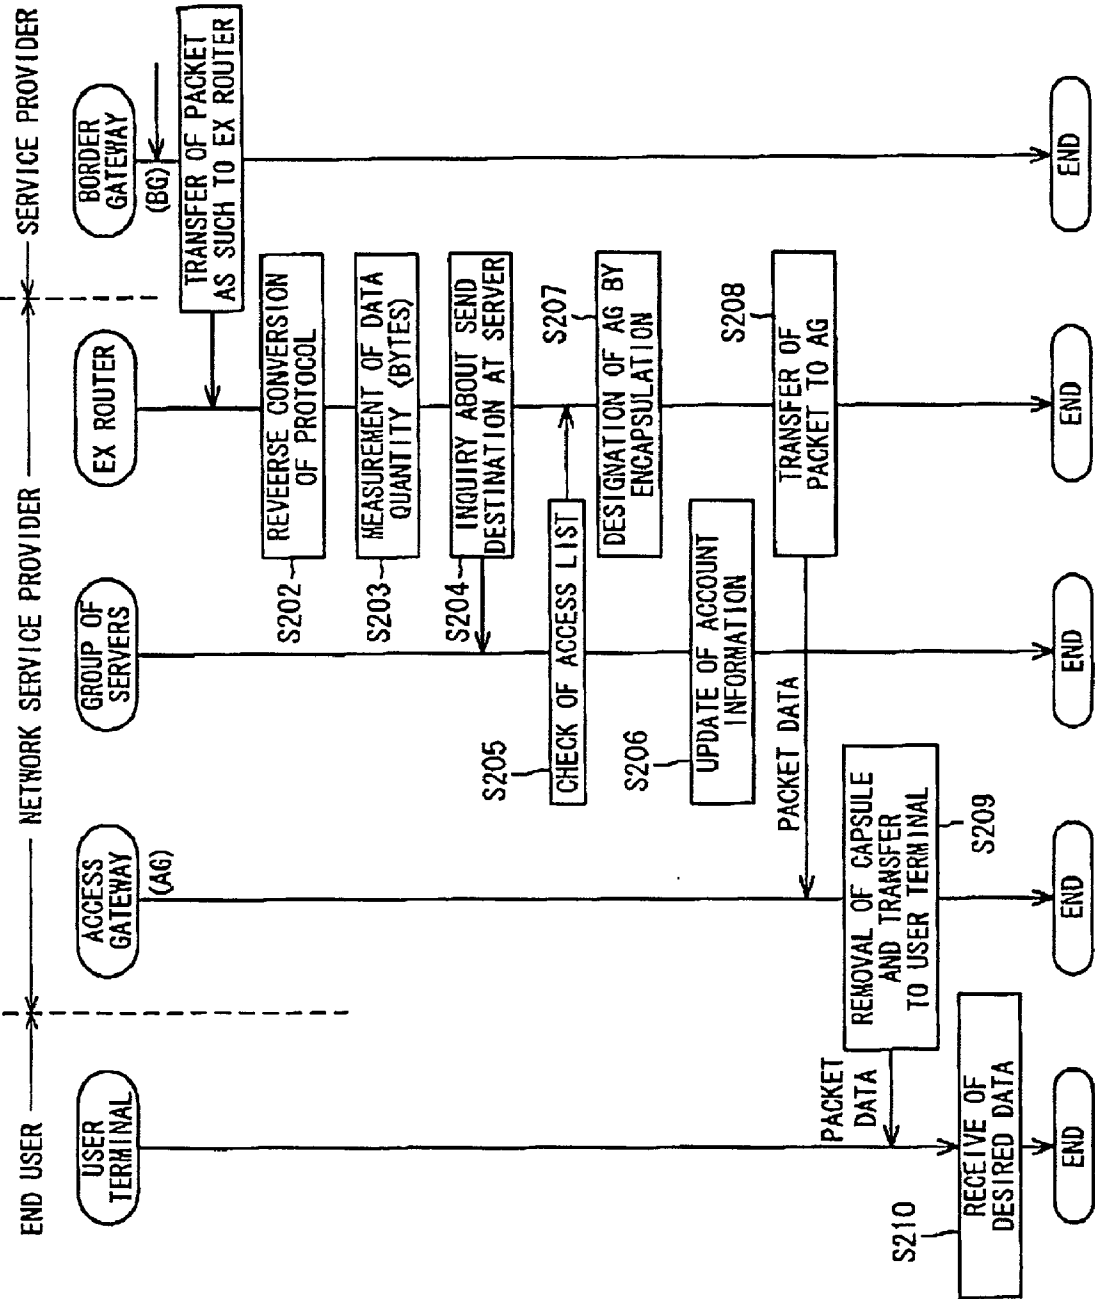 END USER
NETWORK SERVICE PROVIDER
SERVICE PROVIDER
USER
TERMINAL
ACCESS
GATEWAY
(AG)
GROUP OF
SERVERS
EX ROUTER
BORDER
GATEWAY
(BG)
TRANSFER OF PACKET
AS SUCH TO EX ROUTER
S202
REVEERSE CONVERSION
OF PROTOCOL
S203
MEASUREMENT OF DATA
QUANTITY (BYTES)
S204
INQUIRY ABOUT SEND
DESTINATION AT SERVER
S205
CHECK OF ACCESS LIST
S207
DESIGNATION OF AG BY
ENCAPSULATION
S206
UPDATE OF ACCOUNT
INFORMATION
S208
TRANSFER OF
PACKET TO AG
PACKET DATA
REMOVAL OF CAPSULE
AND TRANSFER
TO USER TERMINAL
S209
PACKET
DATA
S210
RECEIVE OF
DESIRED DATA
END
END
END
END
END